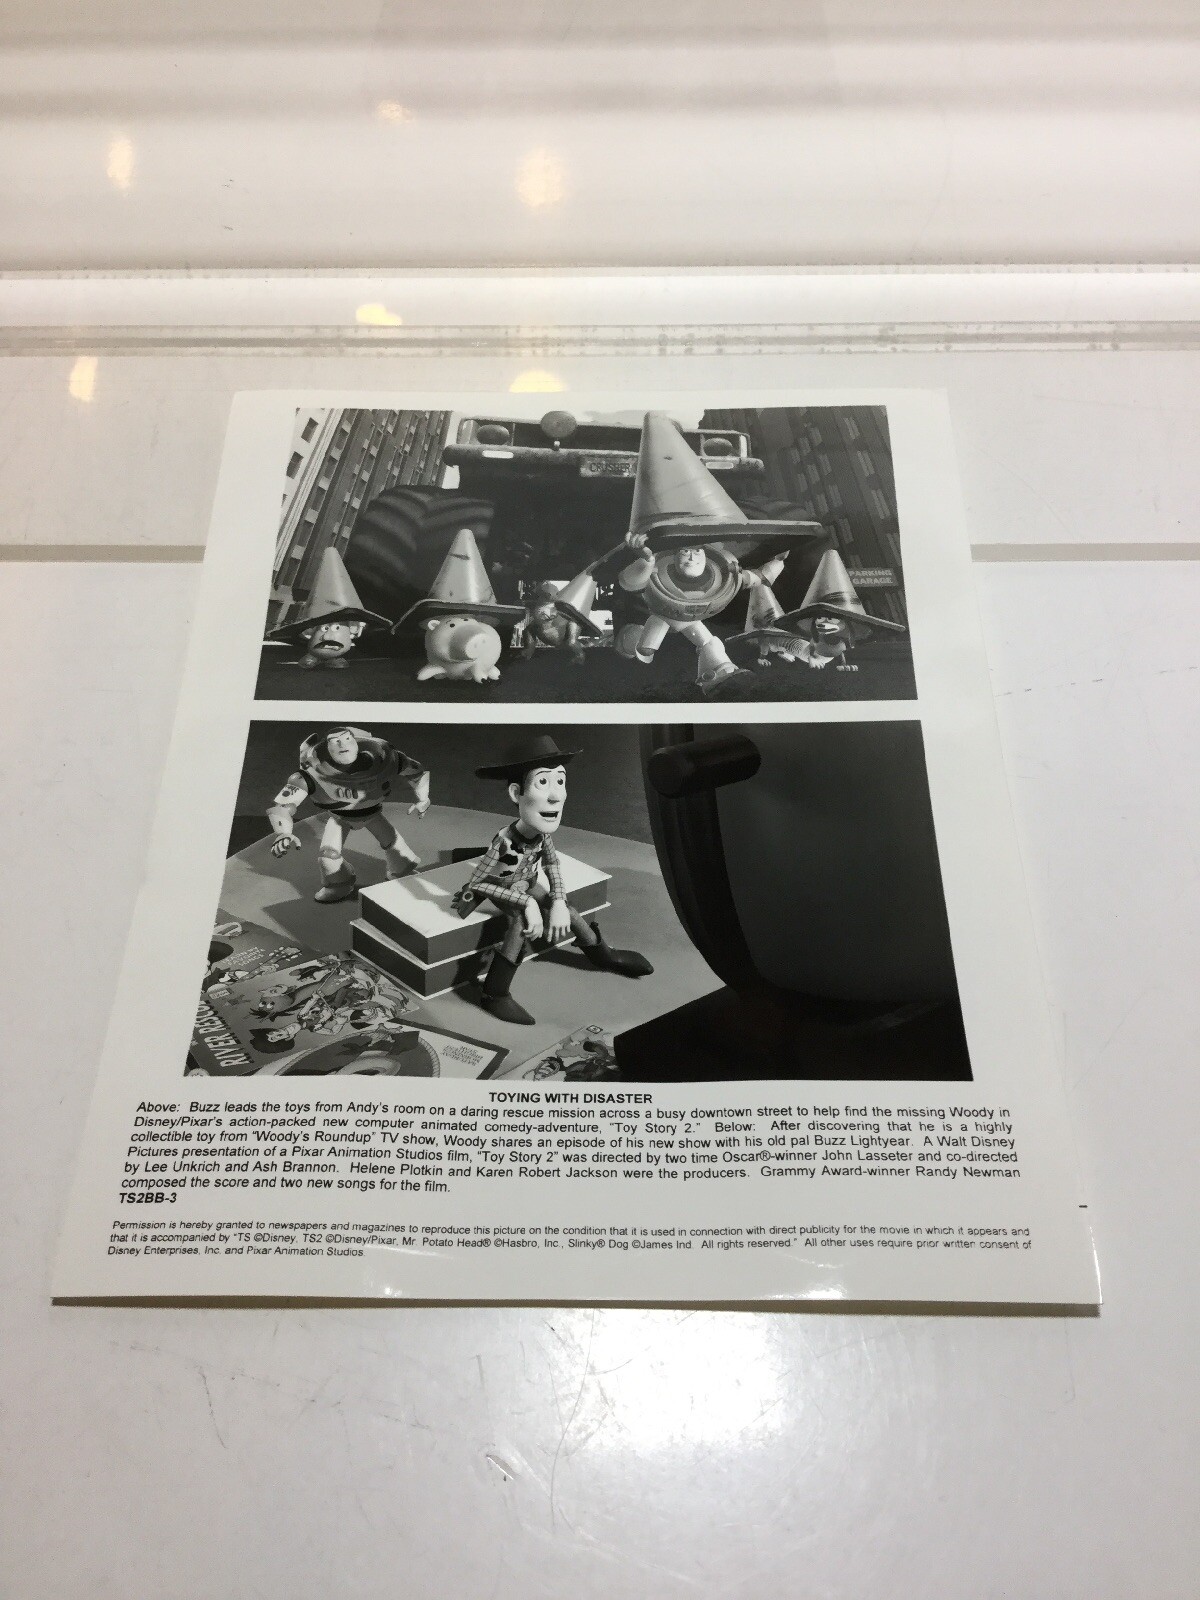 CRUSHER
PARKING
GARAGE
RIVER
TOYING WITH DISASTER
Above: Buzz leads the toys from Andy's room on a daring rescue mission across a busy downtown street to help find the missing Woody in
Disney/Pixar's action-packed new computer animated comedy-adventure, "Toy Story 2." Below: After discovering that he is a highly
collectible toy from "Woody's Roundup" TV show, Woody shares an episode of his new show with his old pal Buzz Lightyear. A Walt Disney
Pictures presentation of a Pixar Animation Studios film, "Toy Story 2" was directed by two time Oscar®-winner John Lasseter and co-directed
by Lee Unkrich and Ash Brannon. Helene Plotkin and Karen Robert Jackson were the producers. Grammy Award-winner Randy Newman
composed the score and two new songs for the film.
TS2BB-3
Permission is hereby granted to newspapers and magazines to reproduce this picture on the condition that it is used in connection with direct publicity for the movie in which it appears and
that it is accompanied by "TS ©Disney, TS2 ©Disney/Pixar, Mr. Potato Head® ©Hasbro, Inc., Slinky® Dog ©James Ind. All rights reserved." All other uses require prior written consent of
Disney Enterprises, Inc. and Pixar Animation Studios.